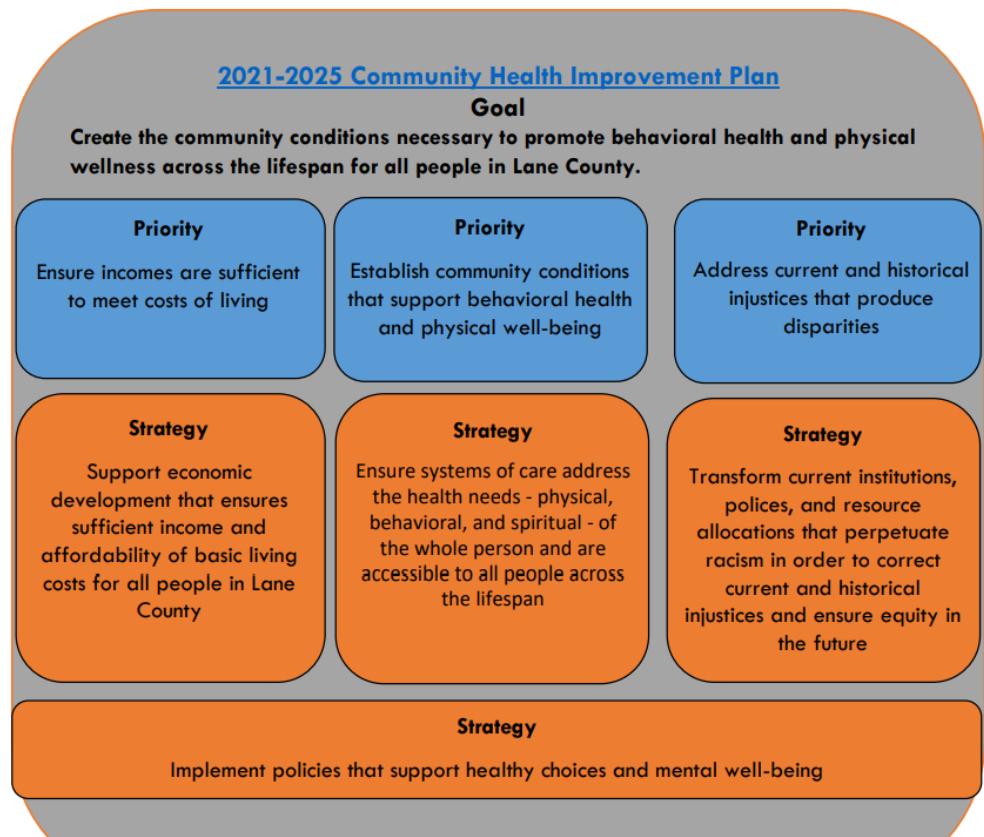 2021-2025 Community Health Improvement Plan
Goal
Create the community conditions necessary to promote behavioral health and physical
wellness across the lifespan for all people in Lane County.
Priority
Ensure incomes are sufficient
to meet costs of living
Priority
Establish community conditions
that support behavioral health
and physical well-being
Priority
Address current and historical
injustices that produce
disparities
Strategy
Support economic
development that ensures
sufficient income and
affordability of basic living
costs for all people in Lane
County
Strategy
Ensure systems of care address
the health needs - physical,
behavioral, and spiritual - of
the whole person and are
accessible to all people across
the lifespan
Strategy
Transform current institutions,
polices, and resource
allocations that perpetuate
racism in order to correct
current and historical
injustices and ensure equity in
the future
Strategy
Implement policies that support healthy choices and mental well-being